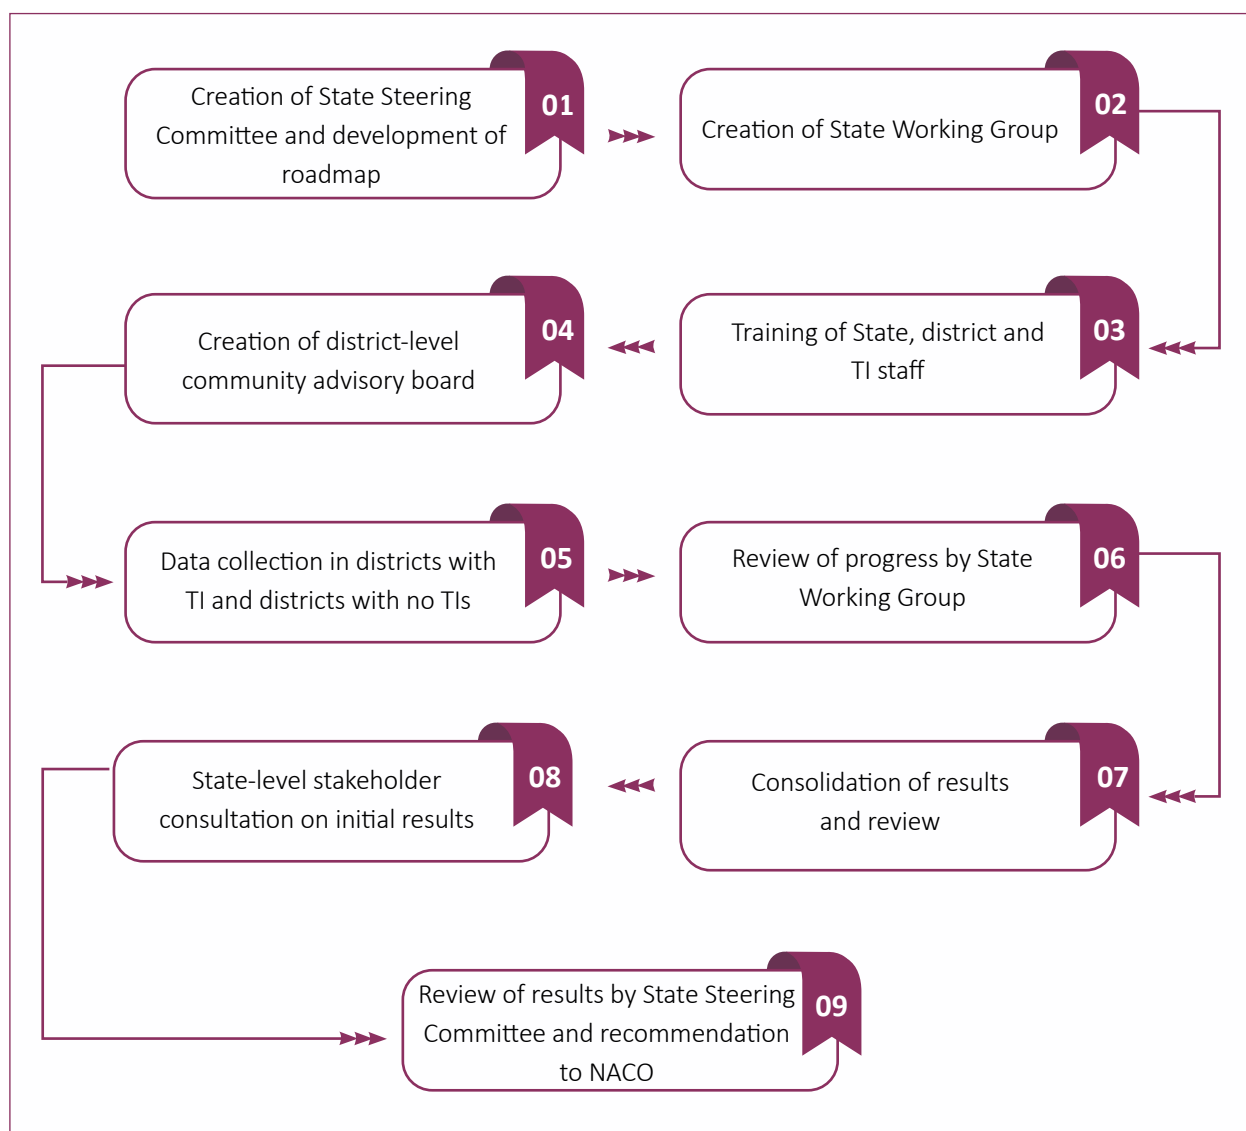 Creation of State Steering
Committee and development of
roadmap
01
Creation of State Working Group
02
Training of State, district and
TI staff
03
Creation of district-level
community advisory board
04
Data collection in districts with
TI and districts with no TIs
05
Review of progress by State
Working Group
06
Consolidation of results
and review
07
State-level stakeholder
consultation on initial results
08
Review of results by State Steering
Committee and recommendation
to NACO
09